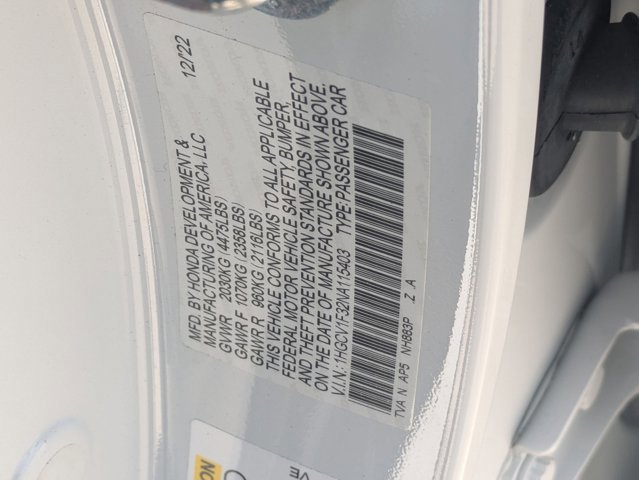 MFD. BY HONDA DEVELOPMENT & 12/22
MANUFACTURING OF AMERICA, LLC
GVWR 2030KG (4475LBS)
GAWR F 1070KG (2358LBS)
GAWR R 960KG (2116LBS)
THIS VEHICLE CONFORMS TO ALL APPLICABLE
FEDERAL MOTOR VEHICLE SAFETY, BUMPER,
AND THEFT PREVENTION STANDARDS IN EFFECT
ON THE DATE OF MANUFACTURE SHOWN ABOVE.
V.I.N.: 1HGCV1F32NA115403 TYPE: PASSENGER CAR
TVA N AP5 NH883P Z A